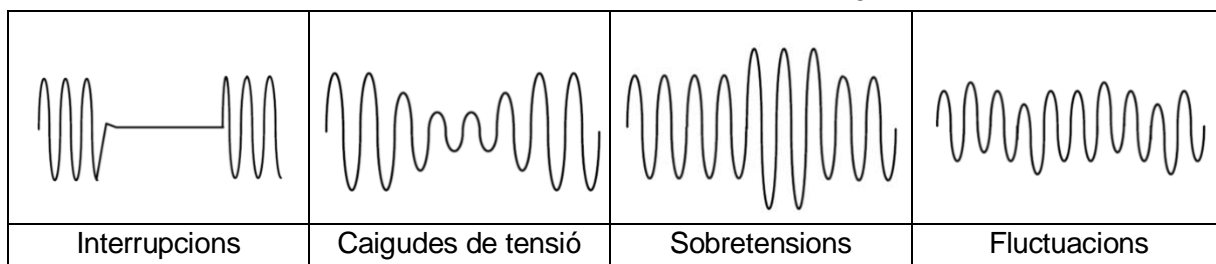 Interrupcions
Caigudes de tensió
Sobretensions
Fluctuacions